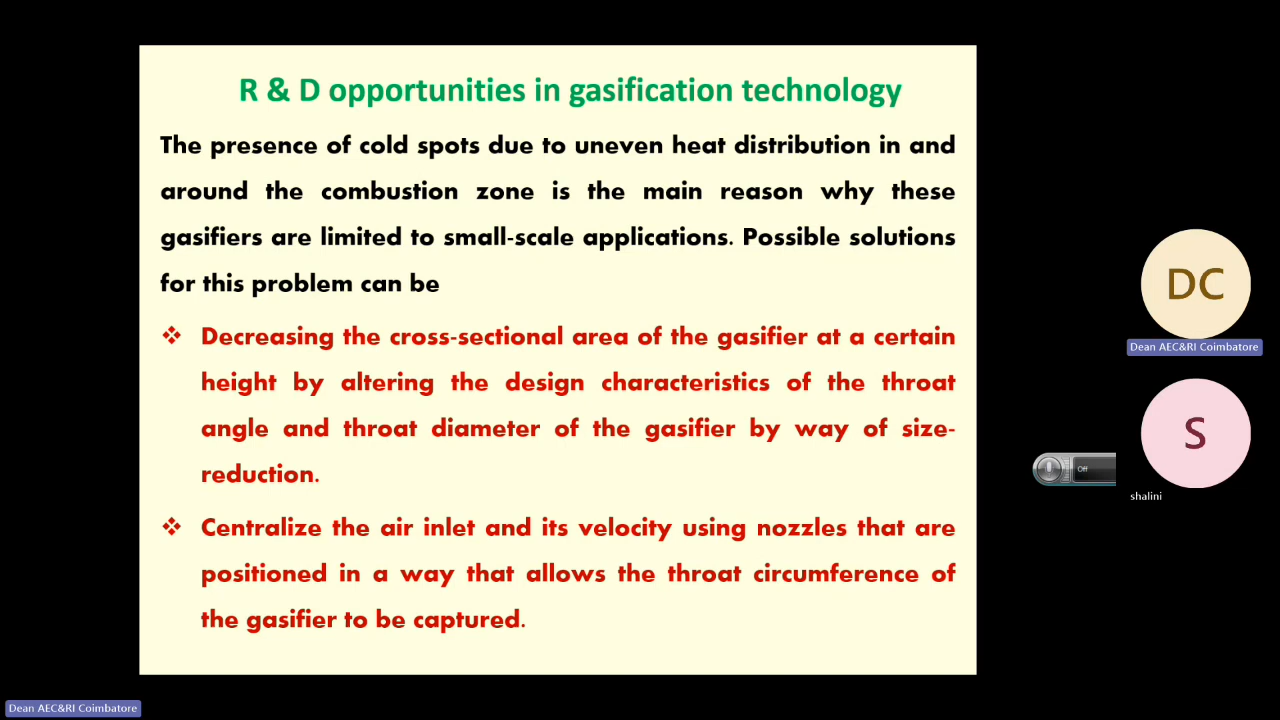 R & D opportunities in gasification technology
The presence of cold spots due to uneven heat distribution in and
around the combustion zone is the main reason why these
gasifiers are limited to small-scale applications. Possible solutions
for this problem can be
❖ Decreasing the cross-sectional area of the gasifier at a certain
height by altering the design characteristics of the throat
angle and throat diameter of the gasifier by way of size-
reduction.
❖ Centralize the air inlet and its velocity using nozzles that are
positioned in a way that allows the throat circumference of
the gasifier to be captured.
DC
Dean AEC&RI Coimbatore
S
Off
shalini
Dean AEC&RI Coimbatore